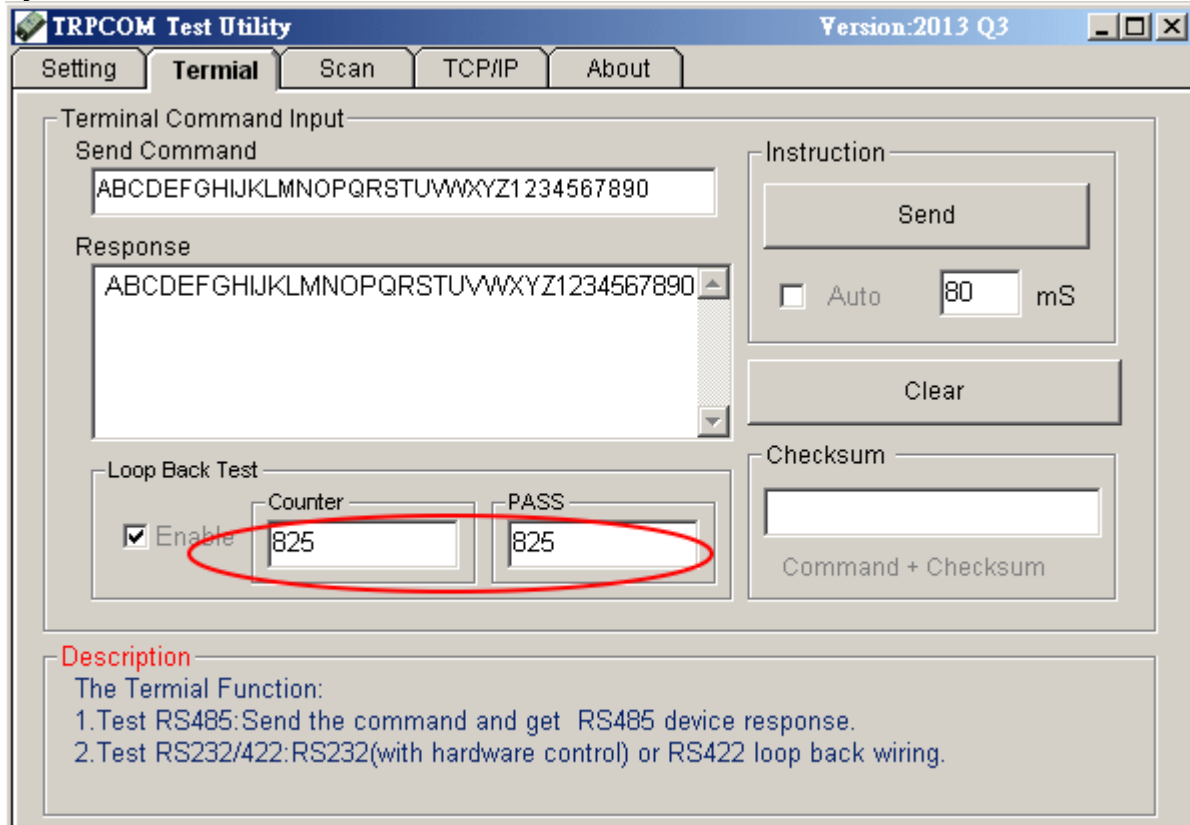 TRPCOM Test Utility Version:2013 Q3
Setting Termial Scan TCP/IP About
Terminal Command Input
Send Command
ABCDEFGHIJKLMNOPQRSTUVWXYZ1234567890
Response
ABCDEFGHIJKLMNOPQRSTUVWXYZ1234567890
Instruction
Send
Auto 80 mS
Clear
Loop Back Test
Enable
Counter
825
PASS
825
Checksum
Command + Checksum
Description
The Termial Function:
1.Test RS485:Send the command and get RS485 device response.
2.Test RS232/422:RS232(with hardware control) or RS422 loop back wiring.